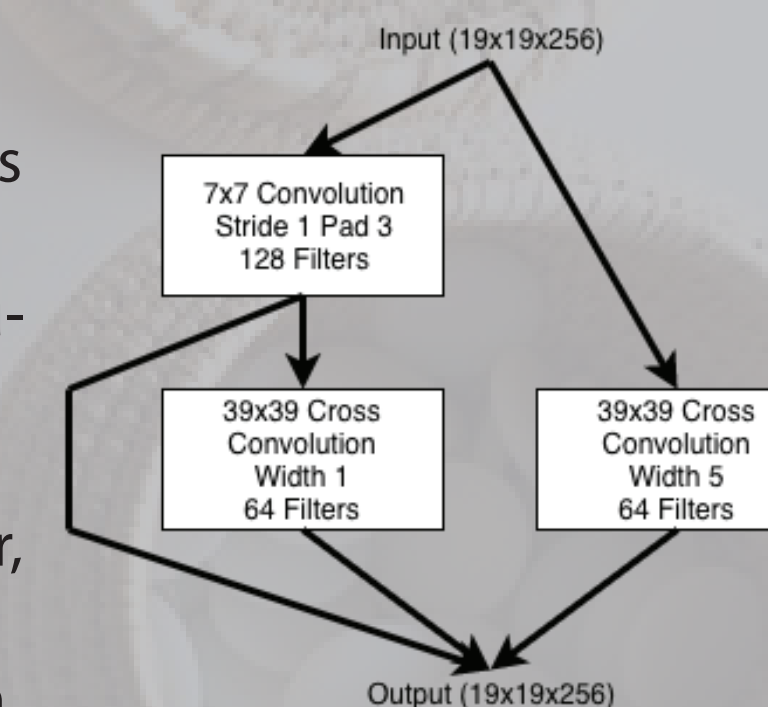 Input (19x19x256)
s
7x7 Convolution
Stride 1 Pad 3
128 Filters
-
39x39 Cross
Convolution
Width 1
64 Filters
39x39 Cross
Convolution
Width 5
64 Filters
r,
Output (19x19x256)